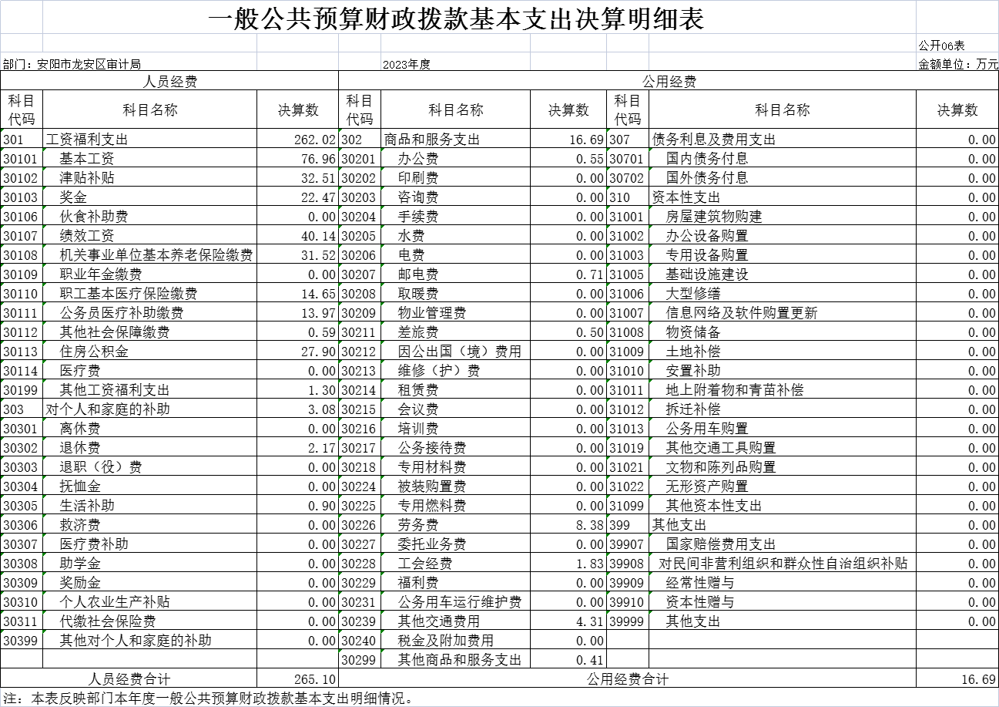 一般公共预算财政拨款基本支出决算明细表
公开06表
部门：安阳市龙安区审计局 2023年度 金额单位：万元
人员经费 公用经费
科目代码 科目名称 决算数 科目代码 科目名称 决算数 科目代码 科目名称 决算数
301 工资福利支出 262.02 302 商品和服务支出 16.69 307 债务利息及费用支出 0.00
30101 基本工资 76.96 30201 办公费 0.55 30701 国内债务付息 0.00
30102 津贴补贴 32.51 30202 印刷费 0.00 30702 国外债务付息 0.00
30103 奖金 22.47 30203 咨询费 0.00 310 资本性支出 0.00
30106 伙食补助费 0.00 30204 手续费 0.00 31001 房屋建筑物购建 0.00
30107 绩效工资 40.14 30205 水费 0.00 31002 办公设备购置 0.00
30108 机关事业单位基本养老保险缴费 31.52 30206 电费 0.00 31003 专用设备购置 0.00
30109 职业年金缴费 0.00 30207 邮电费 0.71 31005 基础设施建设 0.00
30110 职工基本医疗保险缴费 14.65 30208 取暖费 0.00 31006 大型修缮 0.00
30111 公务员医疗补助缴费 13.97 30209 物业管理费 0.00 31007 信息网络及软件购置更新 0.00
30112 其他社会保障缴费 0.59 30211 差旅费 0.50 31008 物资储备 0.00
30113 住房公积金 27.90 30212 因公出国（境）费用 0.00 31009 土地补偿 0.00
30114 医疗费 0.00 30213 维修（护）费 0.00 31010 安置补助 0.00
30199 其他工资福利支出 1.30 30214 租赁费 0.00 31011 地上附着物和青苗补偿 0.00
303 对个人和家庭的补助 3.08 30215 会议费 0.00 31012 拆迁补偿 0.00
30301 离休费 0.00 30216 培训费 0.00 31013 公务用车购置 0.00
30302 退休费 2.17 30217 公务接待费 0.00 31019 其他交通工具购置 0.00
30303 退职（役）费 0.00 30218 专用材料费 0.00 31021 文物和陈列品购置 0.00
30304 抚恤金 0.00 30224 被装购置费 0.00 31022 无形资产购置 0.00
30305 生活补助 0.90 30225 专用燃料费 0.00 31099 其他资本性支出 0.00
30306 救济费 0.00 30226 劳务费 8.38 399 其他支出 0.00
30307 医疗费补助 0.00 30227 委托业务费 0.00 39907 国家赔偿费用支出 0.00
30308 助学金 0.00 30228 工会经费 1.83 39908 对民间非营利组织和群众性自治组织补贴 0.00
30309 奖励金 0.00 30229 福利费 0.00 39909 经常性赠与 0.00
30310 个人农业生产补贴 0.00 30231 公务用车运行维护费 0.00 39910 资本性赠与 0.00
30311 代缴社会保险费 0.00 30239 其他交通费用 4.31 39999 其他支出 0.00
30399 其他对个人和家庭的补助 0.00 30240 税金及附加费用 0.00
30299 其他商品和服务支出 0.41
人员经费合计 265.10 公用经费合计 16.69
注：本表反映部门本年度一般公共预算财政拨款基本支出明细情况。